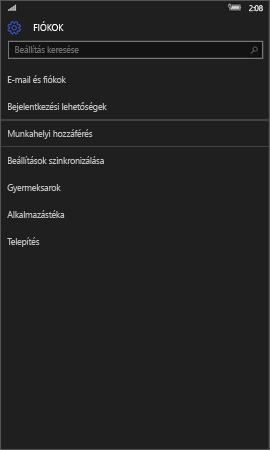 2:08
FIÓKOK
Beállítás keresése
E-mail és fiókok
Bejelentkezési lehetőségek
Munkahelyi hozzáférés
Beállítások szinkronizálása
Gyermeksarok
Alkalmazástéka
Telepítés